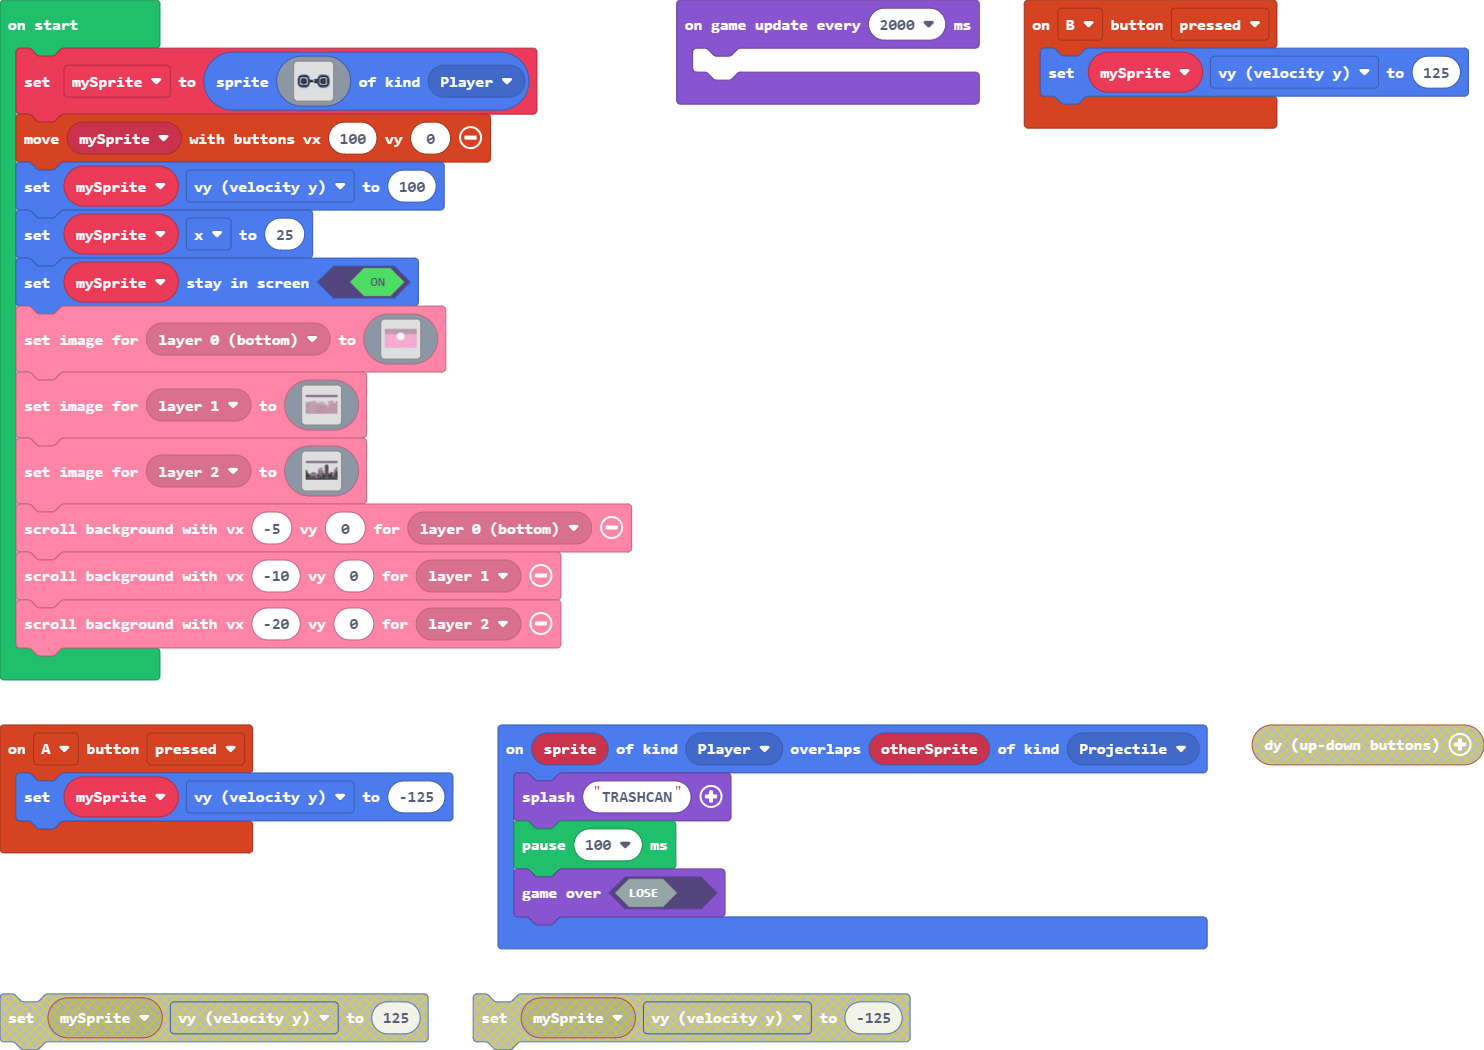 on start
set mySprite to sprite of kind Player
move mySprite with buttons vx 100 vy 0
set mySprite vy (velocity y) to 100
set mySprite x to 25
set mySprite stay in screen ON
set image for layer 0 (bottom) to
set image for layer 1 to
set image for layer 2 to
scroll background with vx -5 vy 0 for layer 0 (bottom)
scroll background with vx -10 vy 0 for layer 1
scroll background with vx -20 vy 0 for layer 2
on game update every 2000 ms
on B button pressed
set mySprite vy (velocity y) to 125
on A button pressed
set mySprite vy (velocity y) to -125
on sprite of kind Player overlaps otherSprite of kind Projectile
splash "TRASHCAN"
pause 100 ms
game over LOSE
dy (up-down buttons)
set mySprite vy (velocity y) to 125
set mySprite vy (velocity y) to -125